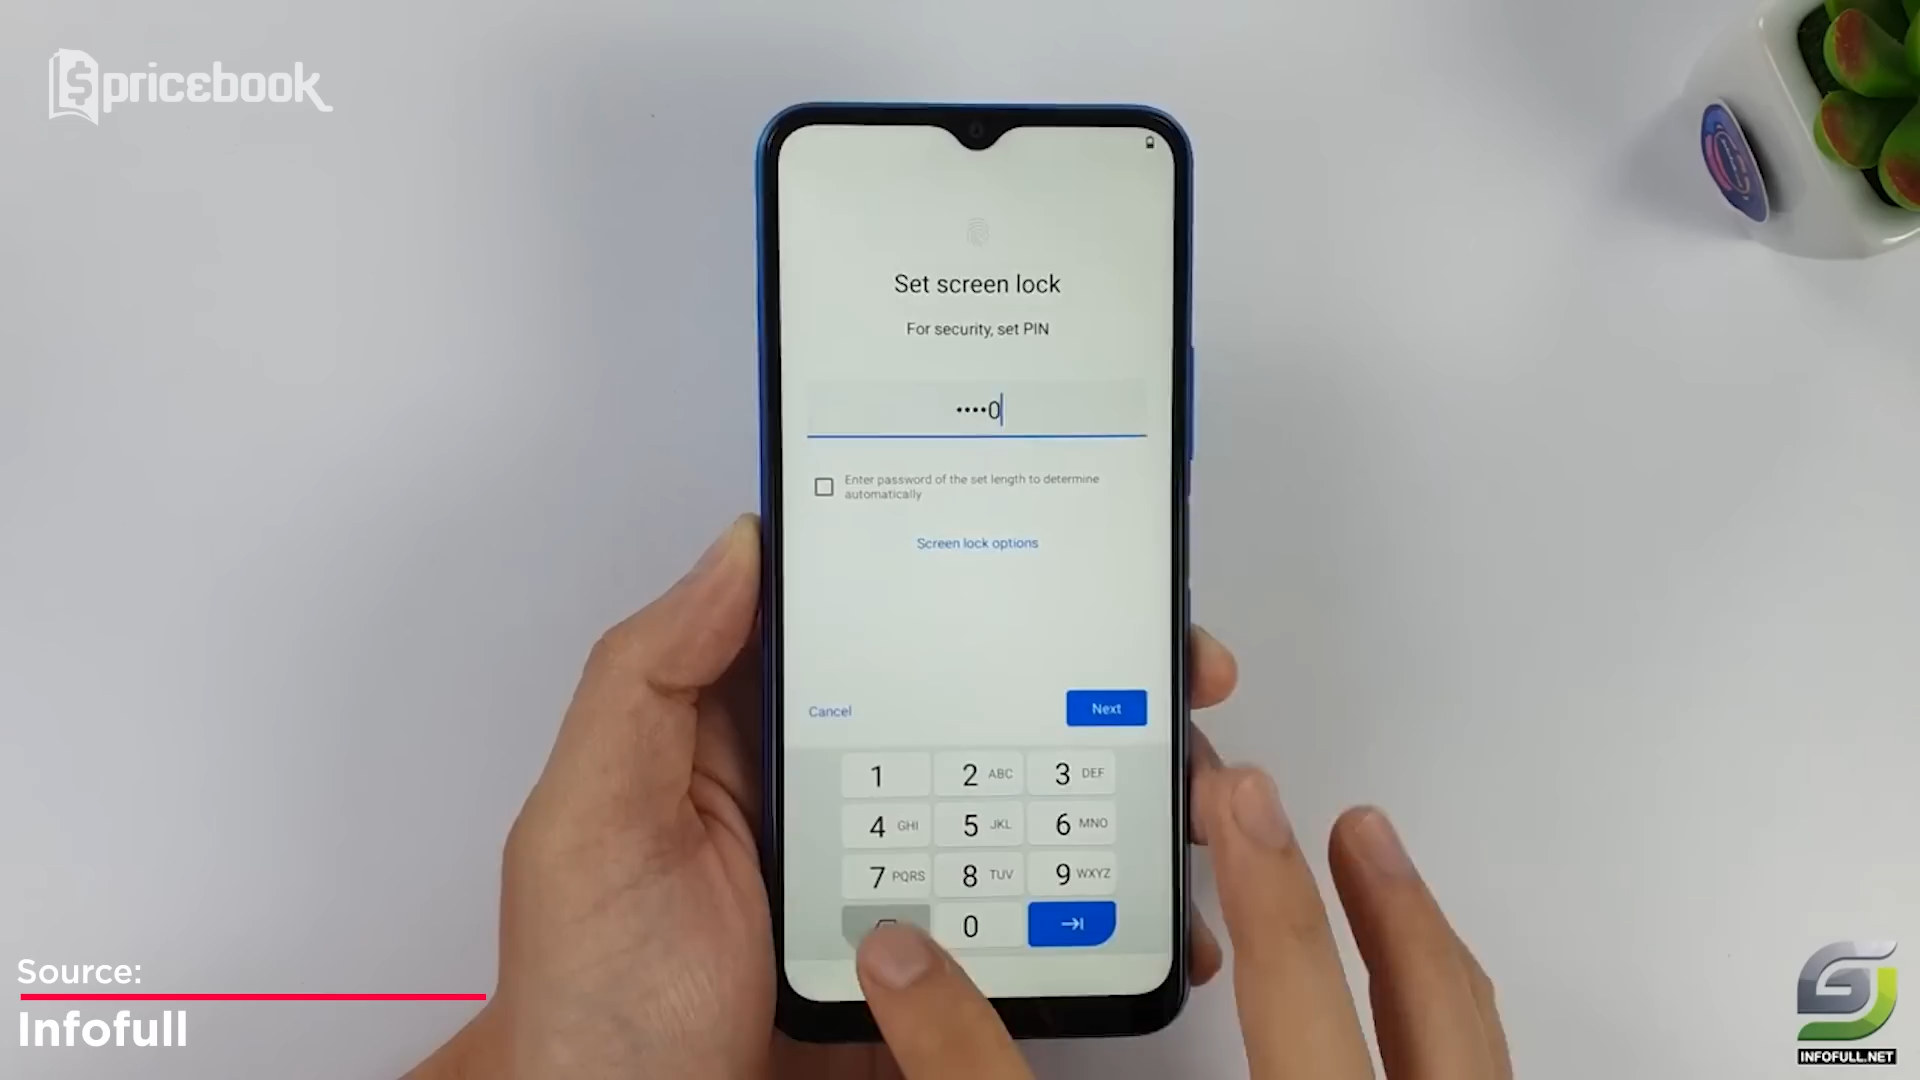 pricebook
Set screen lock
For security, set PIN
••••0
Enter password of the set length to determine
automatically
Screen lock options
Cancel
Next
1
2 ABC
3 DEF
4 GHI
5 JKL
6 MNO
7 PQRS
8 TUV
9 WXYZ
0
Source:
Infofull
INFOFULL.NET